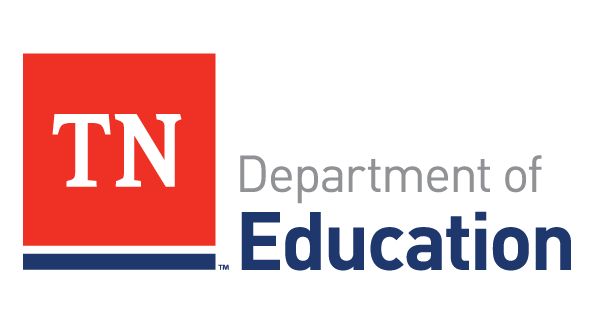 TN
Department of
Education
™